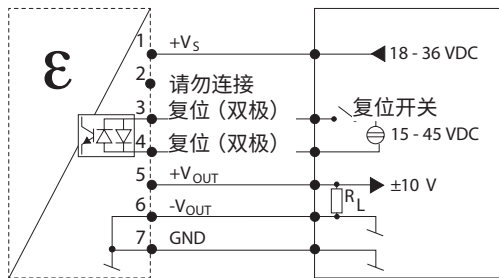 ε
1 +VS 18 - 36 VDC
2 请勿连接
3 复位（双极） 复位开关
4 复位（双极） 15 - 45 VDC
5 +VOUT ±10 V
RL
6 -VOUT
7 GND